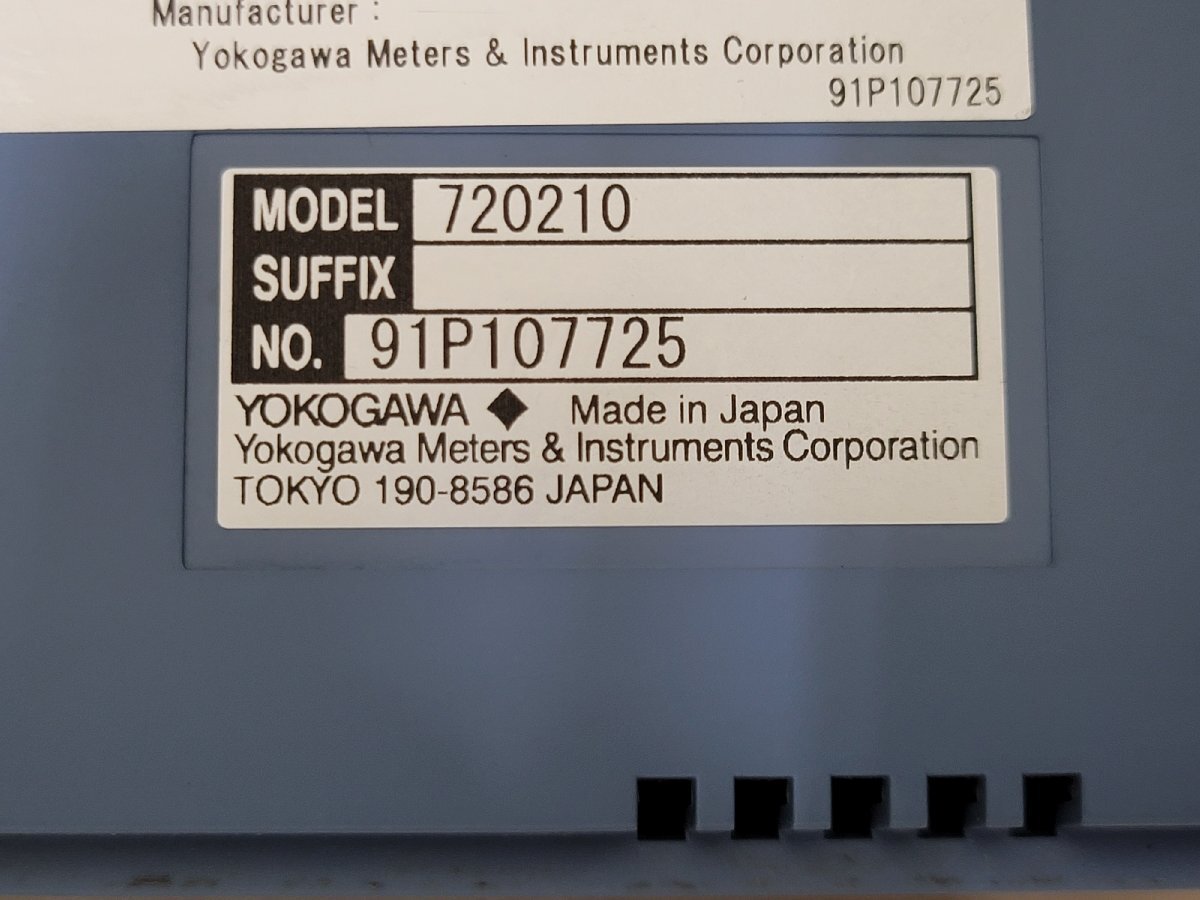 Manufacturer :
Yokogawa Meters & Instruments Corporation
91P107725
MODEL 720210
SUFFIX
NO. 91P107725
YOKOGAWA ◆ Made in Japan
Yokogawa Meters & Instruments Corporation
TOKYO 190-8586 JAPAN